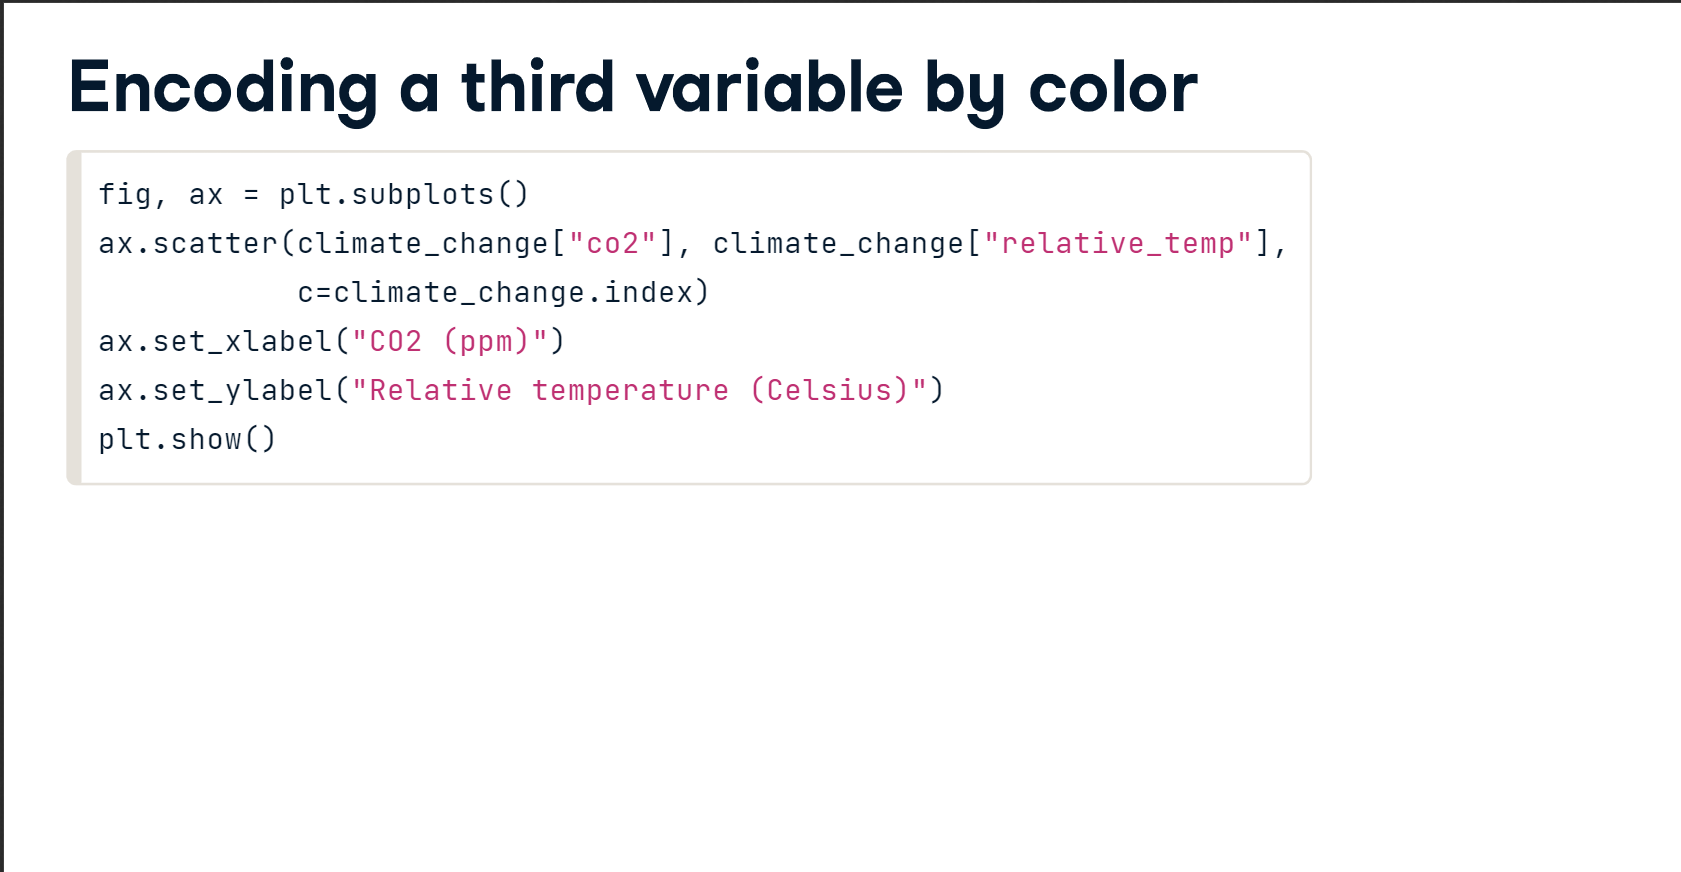 Encoding a third variable by color
fig, ax = plt.subplots()
ax.scatter(climate_change["co2"], climate_change["relative_temp"],
           c=climate_change.index)
ax.set_xlabel("CO2 (ppm)")
ax.set_ylabel("Relative temperature (Celsius)")
plt.show()